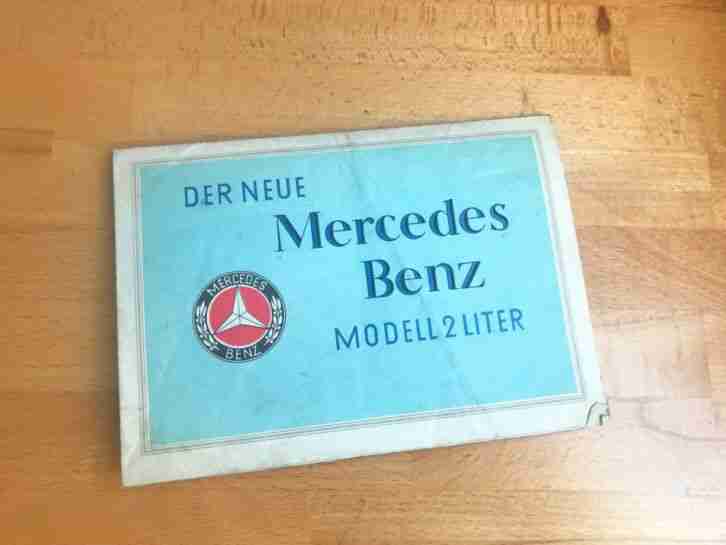 DER NEUE
Mercedes
Benz
MODELL 2 LITER
MERCEDES
BENZ